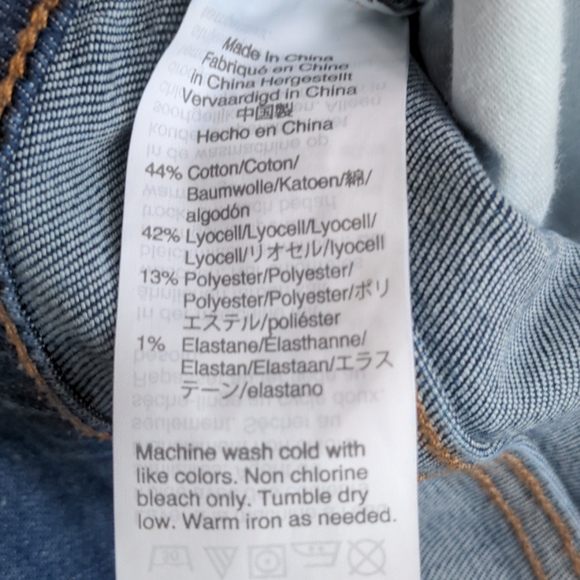 Made In China
Fabriqué en Chine
In China Hergestellt
Vervaardigd in China
中国製
Hecho en China
44% Cotton/Coton/
Baumwolle/Katoen/綿/
algodón
42% Lyocell/Lyocell/Lyocell/
Lyocell/リオセル/lyocell
13% Polyester/Polyester/
Polyester/Polyester/ポリ
エステル/poliéster
1% Elastane/Élasthanne/
Elastan/Elastaan/エラス
テーン/elastano
Machine wash cold with
like colors. Non chlorine
bleach only. Tumble dry
low. Warm iron as needed.